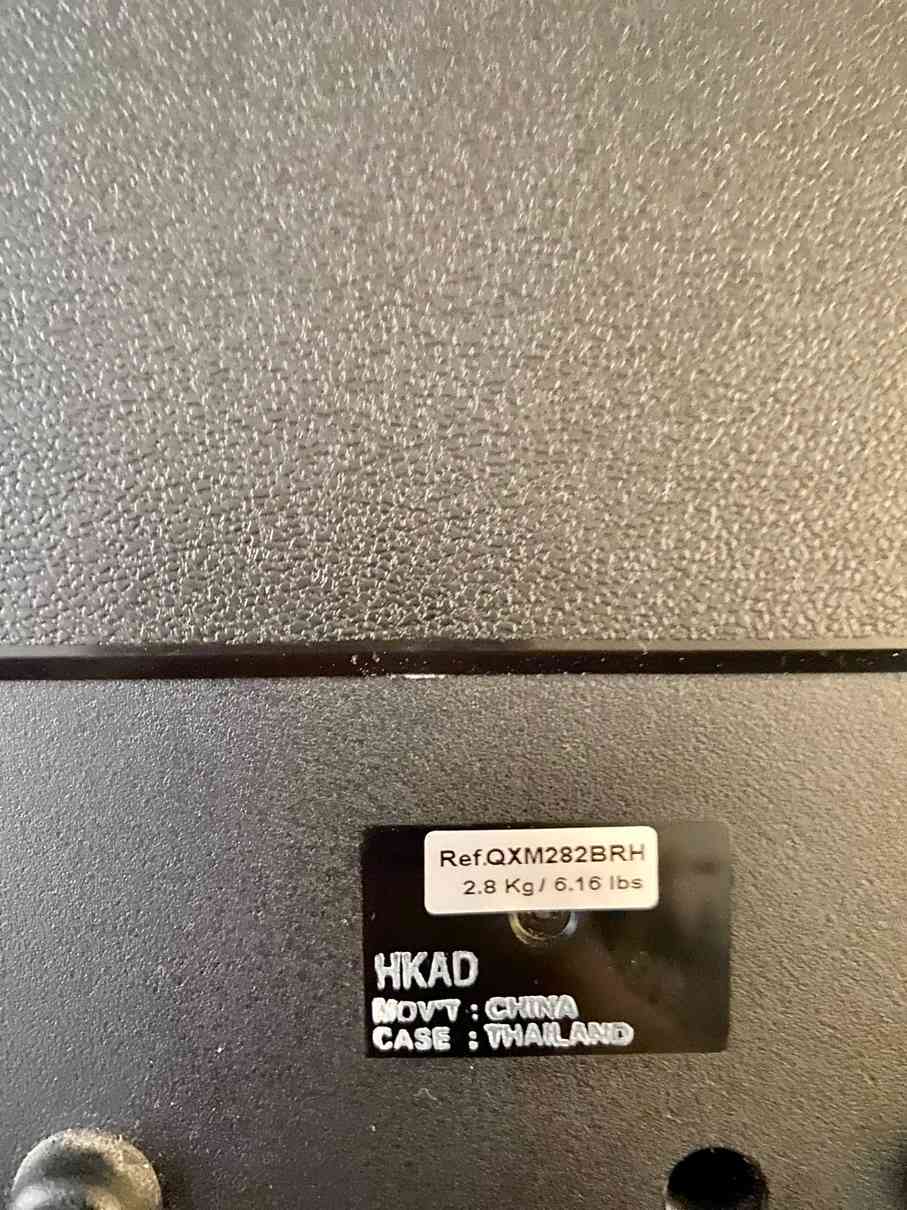 Ref.QXM282BRH
2.8 Kg / 6.16 lbs
HKAD
MOV'T : CHINA
CASE : THAILAND